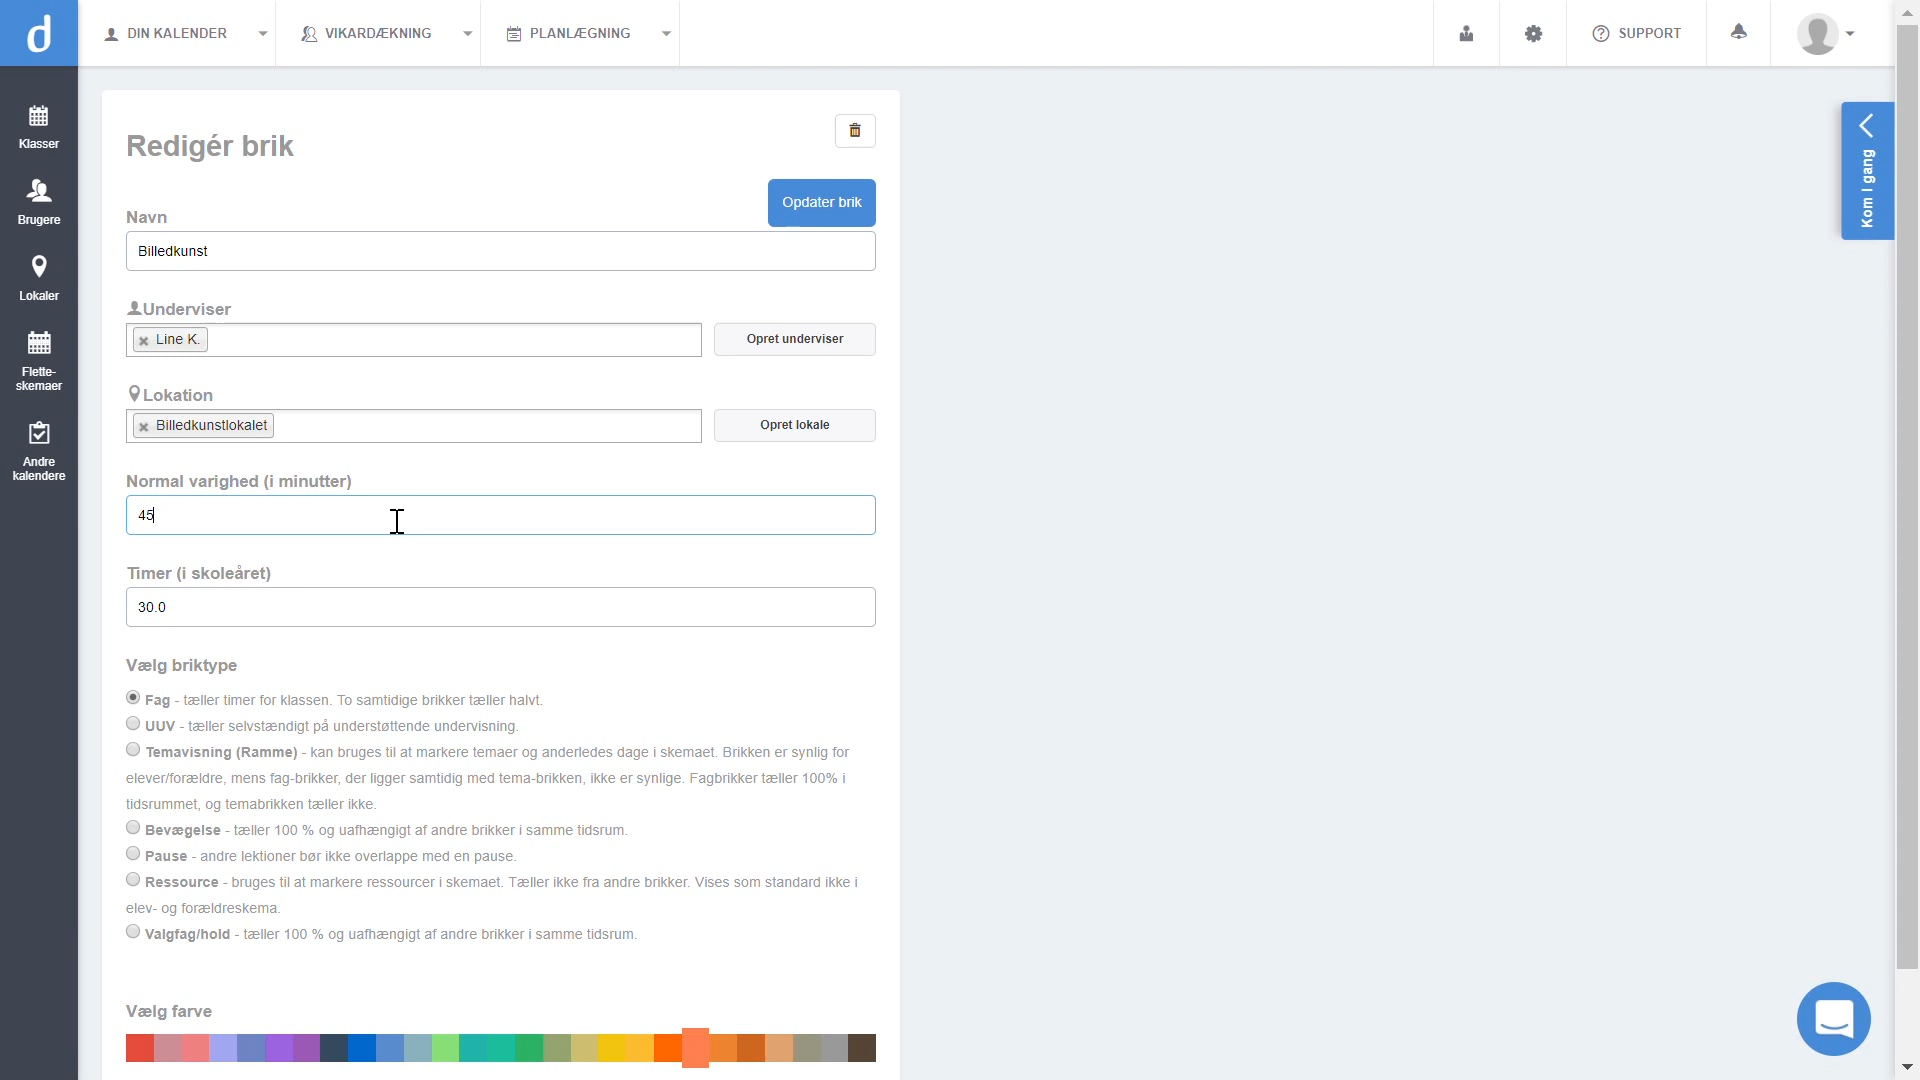 d DIN KALENDER VIKARDÆKNING PLANLÆGNING SUPPORT
Klasser
Brugere
Lokaler
Flette-
skemaer
Andre
kalendere
Redigér brik
Opdater brik
Navn
Billedkunst
Underviser
Line K. Opret underviser
Lokation
Billedkunstlokalet Opret lokale
Normal varighed (i minutter)
45
Timer (i skoleåret)
30.0
Vælg briktype
Fag - tæller timer for klassen. To samtidige brikker tæller halvt.
UUV - tæller selvstændigt på understøttende undervisning.
Temavisning (Ramme) - kan bruges til at markere temaer og anderledes dage i skemaet. Brikken er synlig for
elever/forældre, mens fag-brikker, der ligger samtidig med tema-brikken, ikke er synlige. Fagbrikker tæller 100% i
tidsrummet, og temabrikken tæller ikke.
Bevægelse - tæller 100 % og uafhængigt af andre brikker i samme tidsrum.
Pause - andre lektioner bør ikke overlappe med en pause.
Ressource - bruges til at markere ressourcer i skemaet. Tæller ikke fra andre brikker. Vises som standard ikke i
elev- og forældreskema.
Valgfag/hold - tæller 100 % og uafhængigt af andre brikker i samme tidsrum.
Vælg farve
Kom I gang